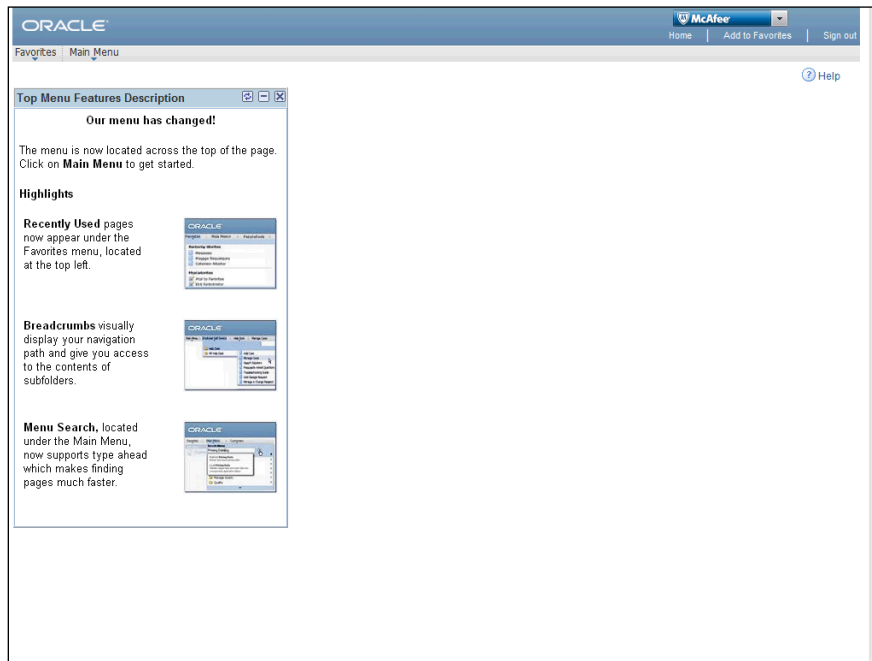 ORACLE
McAfee
Home | Add to Favorites | Sign out
Favorites Main Menu
Help
Top Menu Features Description
Our menu has changed!
The menu is now located across the top of the page.
Click on Main Menu to get started.
Highlights
Recently Used pages
now appear under the
Favorites menu, located
at the top left.
ORACLE
Breadcrumbs visually
display your navigation
path and give you access
to the contents of
subfolders.
ORACLE
Menu Search, located
under the Main Menu,
now supports type ahead
which makes finding
pages much faster.
ORACLE